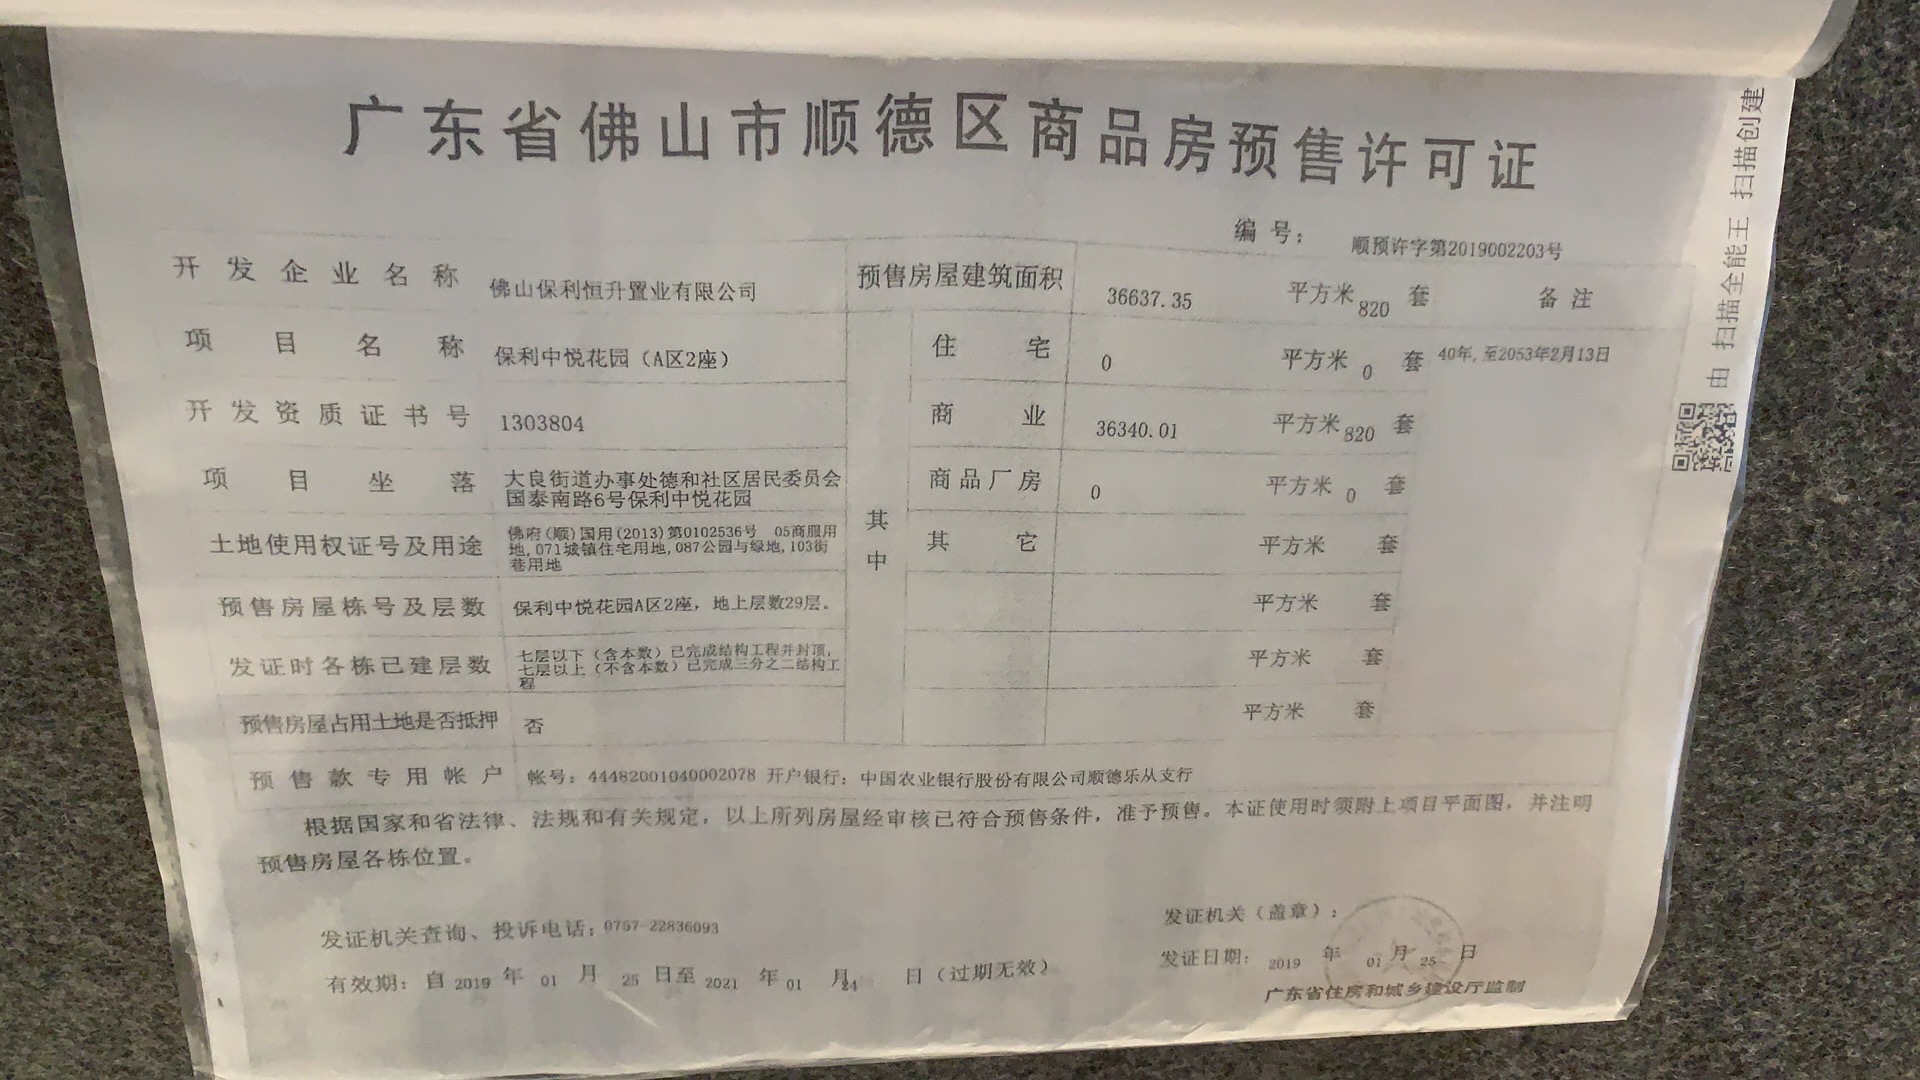 广东省佛山市顺德区商品房预售许可证
编号： 顺预许字第2019002203号
开发企业名称 佛山保利恒升置业有限公司 预售房屋建筑面积 36637.35 平方米 820 套 备注
项目名称 保利中悦花园（A区2座） 住宅 0 平方米 0 套 40年,至2053年2月13日
开发资质证书号 1303804 商业 36340.01 平方米 820 套
项目坐落 大良街道办事处德和社区居民委员会 商品厂房 0 平方米 0 套
国泰南路6号保利中悦花园
其中
土地使用权证号及用途 佛府(顺)国用(2013)第0102536号 05商服用 其它 平方米 套
地,071城镇住宅用地,087公园与绿地,103街
巷用地
预售房屋栋号及层数 保利中悦花园A区2座，地上层数29层。 平方米 套
发证时各栋已建层数 七层以下（含本数）已完成结构工程并封顶， 平方米 套
七层以上（不含本数）已完成三分之二结构工
程
预售房屋占用土地是否抵押 否 平方米 套
预售款专用帐户 帐号：44482001040002078 开户银行：中国农业银行股份有限公司顺德乐从支行
根据国家和省法律、法规和有关规定，以上所列房屋经审核已符合预售条件，准予预售。本证使用时须附上项目平面图，并注明
预售房屋各栋位置。
发证机关查询、投诉电话：0757-22836093 发证机关（盖章）：
有效期：自 2019 年 01 月 25 日至 2021 年 01 月 24 日（过期无效） 发证日期： 2019 年 01 月 25 日
广东省住房和城乡建设厅监制
由 扫描全能王 扫描创建